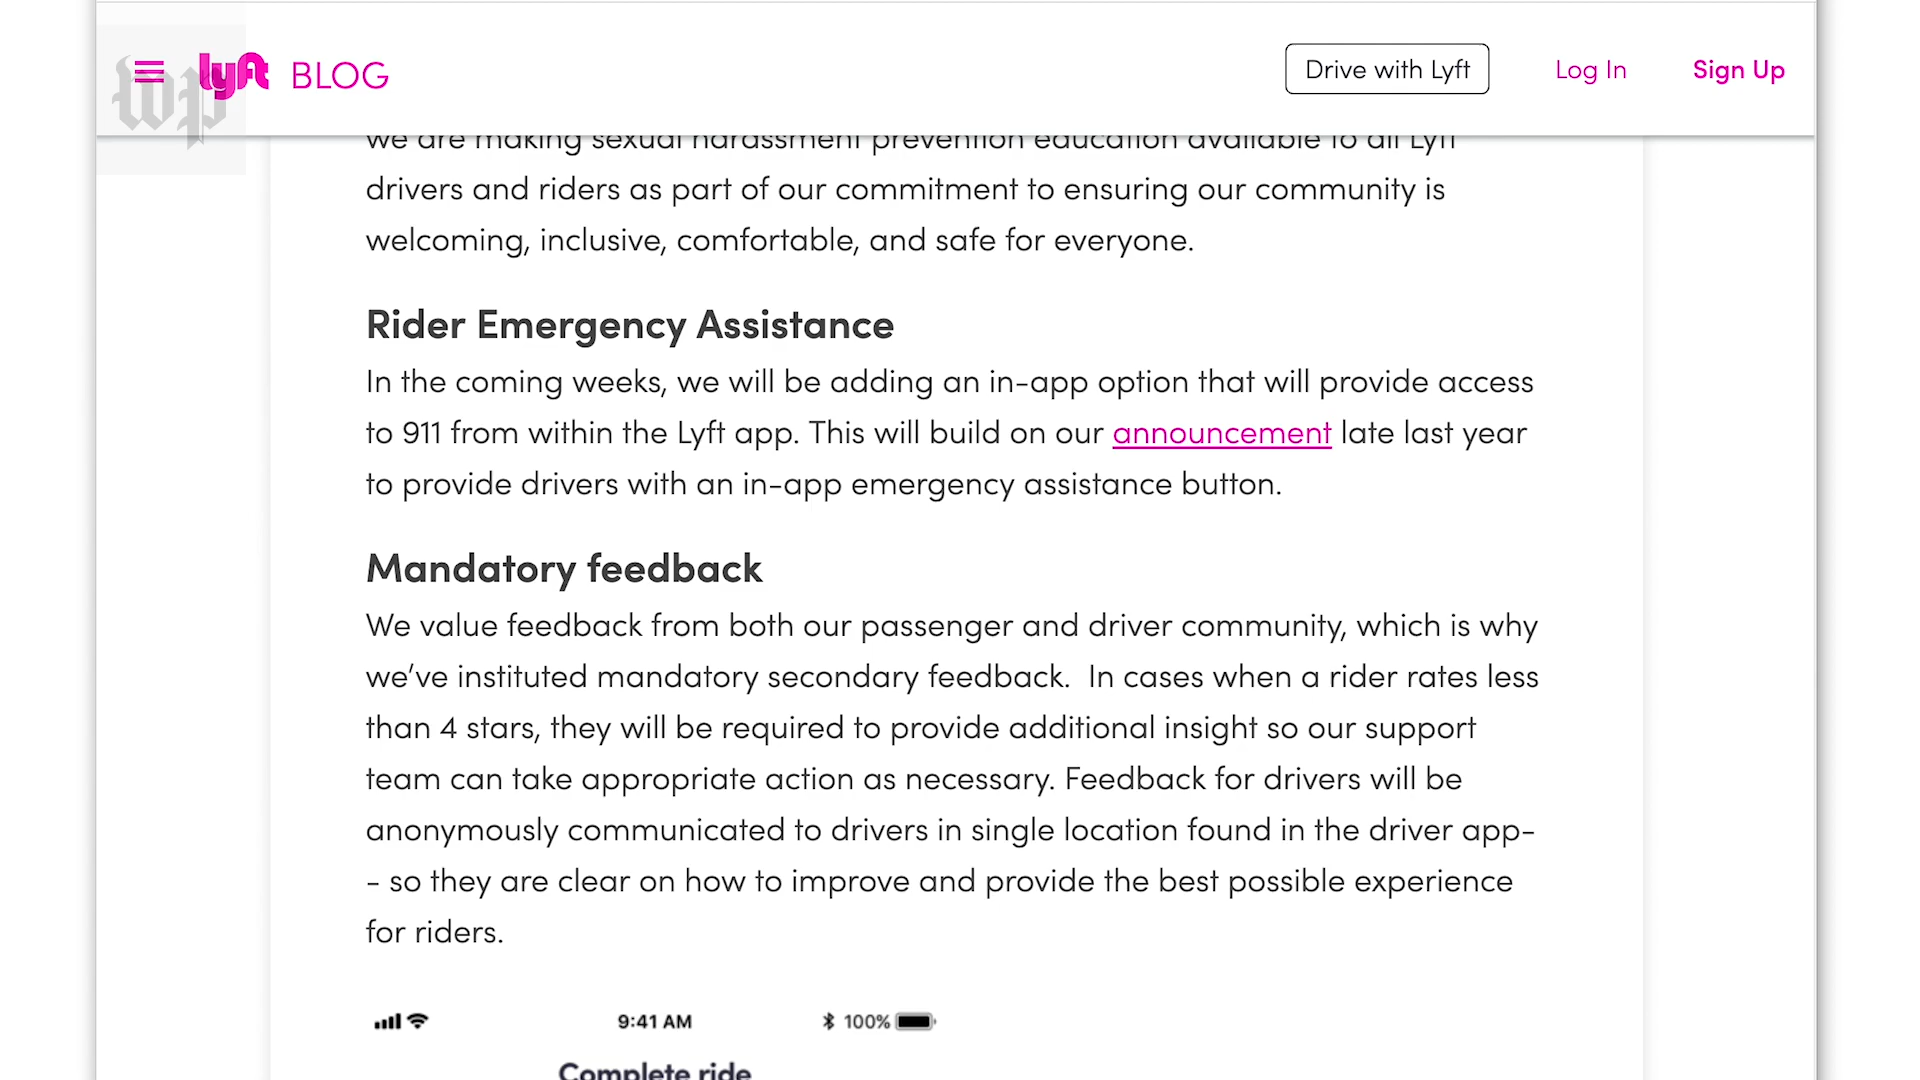 wp
lyft BLOG
Drive with Lyft
Log In
Sign Up
we are making sexual harassment prevention education available to all Lyft
drivers and riders as part of our commitment to ensuring our community is
welcoming, inclusive, comfortable, and safe for everyone.
Rider Emergency Assistance
In the coming weeks, we will be adding an in-app option that will provide access
to 911 from within the Lyft app. This will build on our announcement late last year
to provide drivers with an in-app emergency assistance button.
Mandatory feedback
We value feedback from both our passenger and driver community, which is why
we’ve instituted mandatory secondary feedback.  In cases when a rider rates less
than 4 stars, they will be required to provide additional insight so our support
team can take appropriate action as necessary. Feedback for drivers will be
anonymously communicated to drivers in single location found in the driver app-
- so they are clear on how to improve and provide the best possible experience
for riders.
9:41 AM
100%
Complete ride